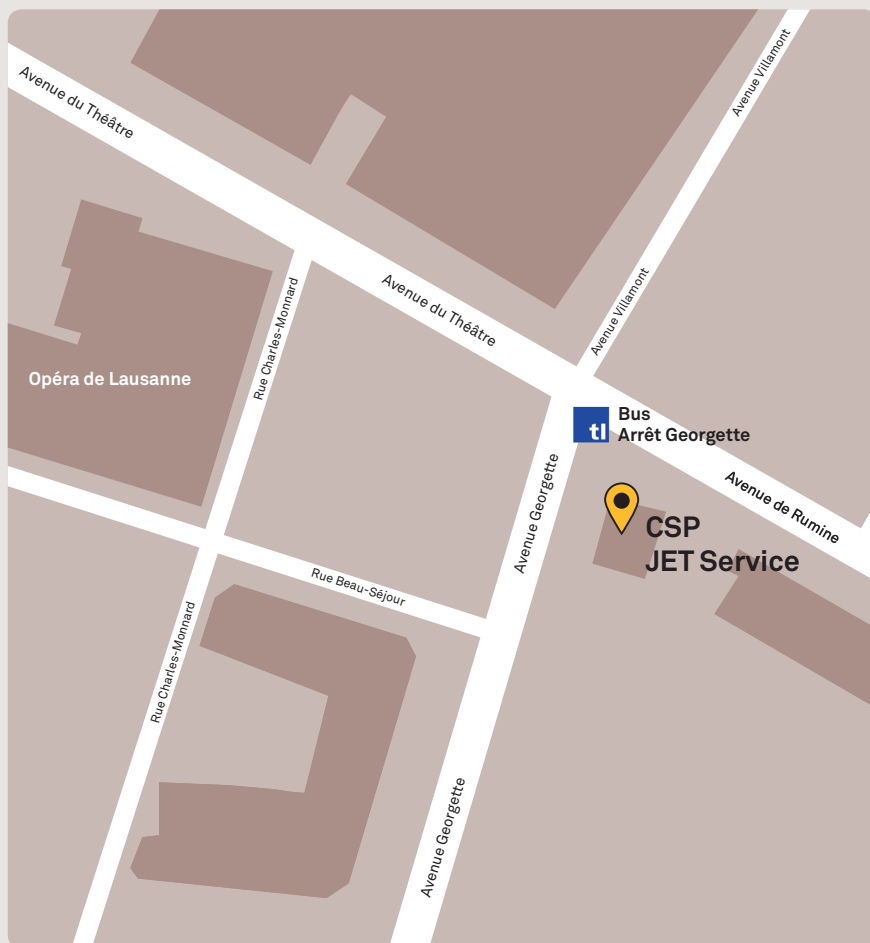 Avenue Villamont
Avenue du Théâtre
Avenue du Théâtre
Avenue Villamont
Rue Charles-Monnard
Opéra de Lausanne
tl
Bus
Arrêt Georgette
Avenue Georgette
Avenue de Rumine
CSP
JET Service
Rue Beau-Séjour
Rue Charles-Monnard
Avenue Georgette